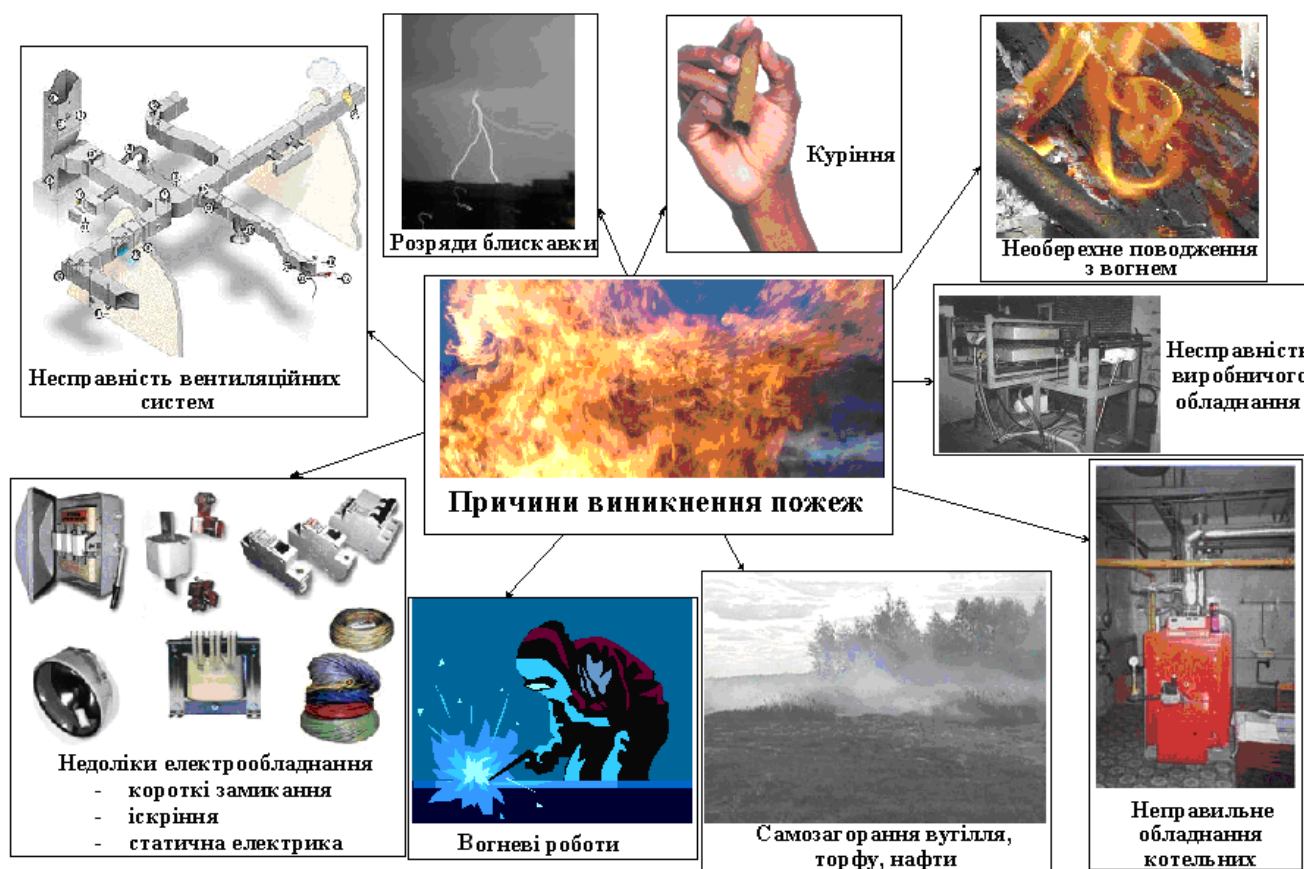 Розряди блискавки
Куріння
Необерехне поводження
з вогнем
Несправність вентиляційних
систем
Причини виникнення пожеж
Несправність
виробничого
обладнання
Недоліки електрообладнання
- короткі замикання
- іскріння
- статична електрика
Вогневі роботи
Самозагорання вугілля,
торфу, нафти
Неправильне
обладнання
котельних